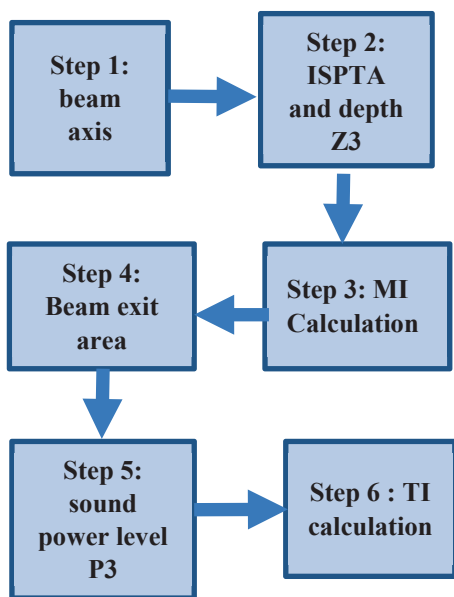 Step 1:
beam
axis
Step 2:
ISPTA
and depth
Z3
Step 3: MI
Calculation
Step 4:
Beam exit
area
Step 5:
sound
power level
P3
Step 6 : TI
calculation